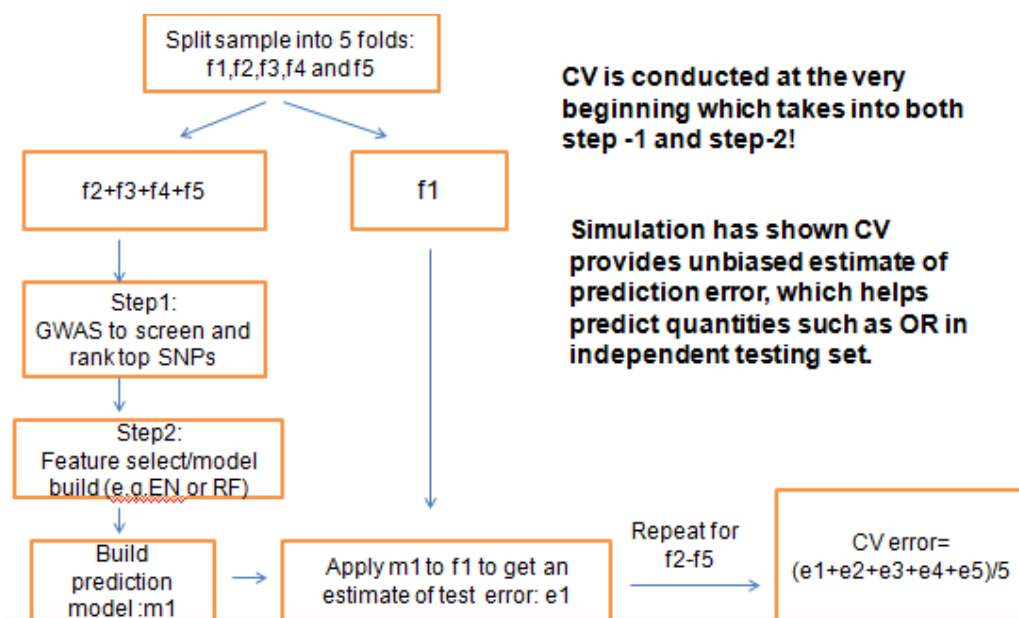 Split sample into 5 folds:
f1,f2,f3,f4 and f5
CV is conducted at the very
beginning which takes into both
step -1 and step-2!
f2+f3+f4+f5
f1
Simulation has shown CV
provides unbiased estimate of
prediction error, which helps
predict quantities such as OR in
independent testing set.
Step1:
GWAS to screen and
rank top SNPs
Step2:
Feature select/model
build (e.g.EN or RF)
Build
prediction
model :m1
Apply m1 to f1 to get an
estimate of test error: e1
Repeat for
f2-f5
CV error=
(e1+e2+e3+e4+e5)/5